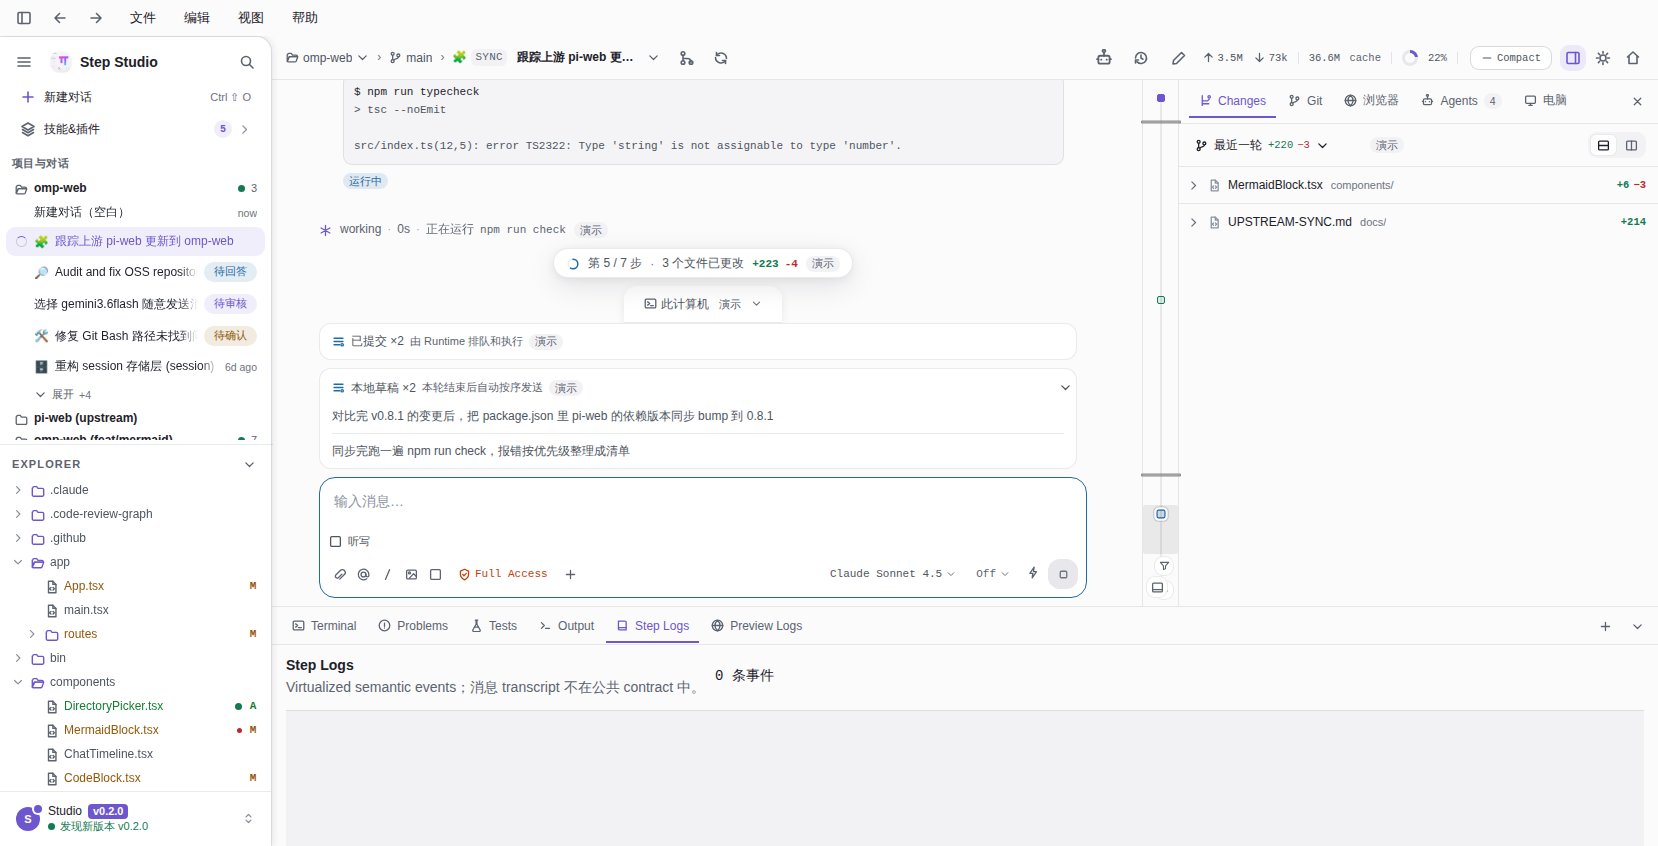 文件 编辑 视图 帮助
Step Studio
新建对话 Ctrl ⇧ O
技能&插件 5
项目与对话
omp-web 3
新建对话（空白） now
🧩 跟踪上游 pi-web 更新到 omp-web
🔎 Audit and fix OSS reposito 待回答
选择 gemini3.6flash 随意发送消 待审核
🛠️ 修复 Git Bash 路径未找到 待确认
🗄️ 重构 session 存储层 (session) 6d ago
展开 +4
pi-web (upstream)
omp-web (feat/mermaid) 7
EXPLORER
.claude
.code-review-graph
.github
app
App.tsx M
main.tsx
routes M
bin
components
DirectoryPicker.tsx A
MermaidBlock.tsx M
ChatTimeline.tsx
CodeBlock.tsx M
S Studio v0.2.0
发现新版本 v0.2.0
omp-web › main › 🧩 SYNC 跟踪上游 pi-web 更…
↑ 3.5M ↓ 73k 36.6M cache 22% Compact
$ npm run typecheck
> tsc --noEmit
src/index.ts(12,5): error TS2322: Type 'string' is not assignable to type 'number'.
运行中
working · 0s · 正在运行 npm run check 演示
第 5 / 7 步 · 3 个文件已更改 +223 -4 演示
此计算机 演示
已提交 ×2 由 Runtime 排队和执行 演示
本地草稿 ×2 本轮结束后自动按序发送 演示
对比完 v0.8.1 的变更后，把 package.json 里 pi-web 的依赖版本同步 bump 到 0.8.1
同步完跑一遍 npm run check，报错按优先级整理成清单
输入消息…
听写
@ / Full Access + Claude Sonnet 4.5 Off
Changes Git 浏览器 Agents 4 电脑
最近一轮 +220 −3 演示
MermaidBlock.tsx components/ +6 −3
UPSTREAM-SYNC.md docs/ +214
Terminal Problems Tests Output Step Logs Preview Logs
Step Logs
Virtualized semantic events；消息 transcript 不在公共 contract 中。
0 条事件